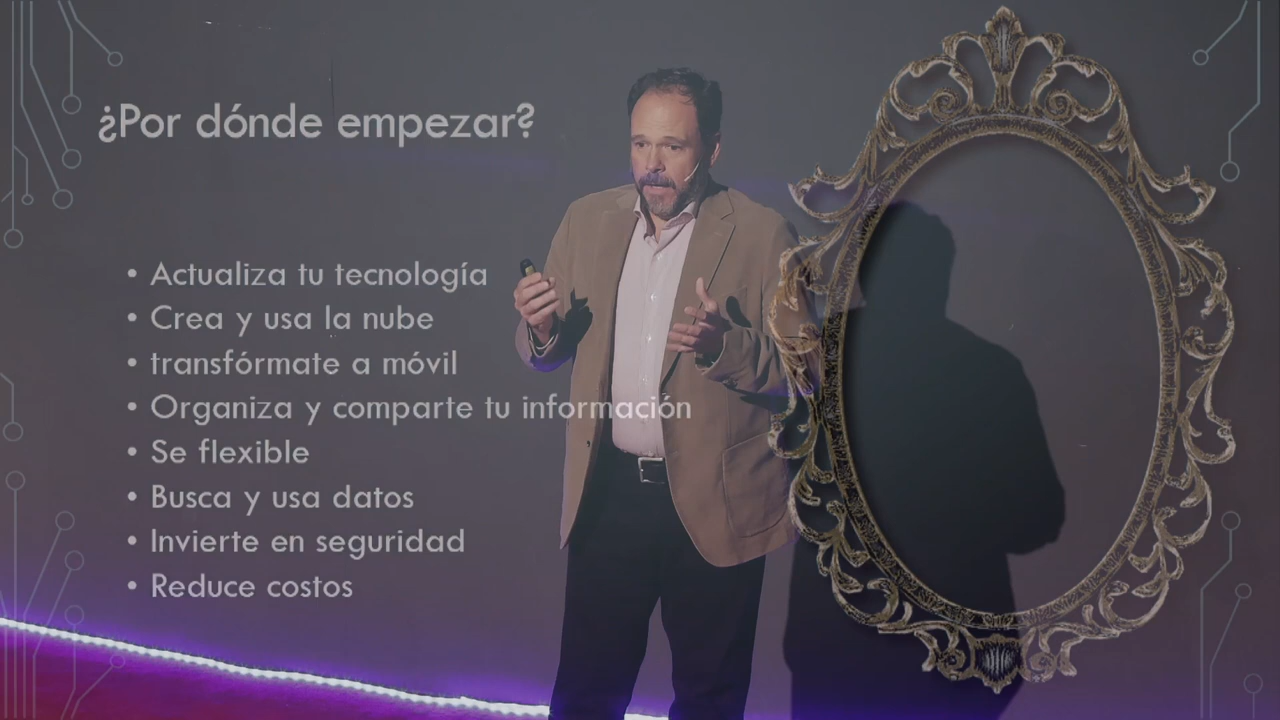 ¿Por dónde empezar?
• Actualiza tu tecnología
• Crea y usa la nube
• transfórmate a móvil
• Organiza y comparte tu información
• Se flexible
• Busca y usa datos
• Invierte en seguridad
• Reduce costos